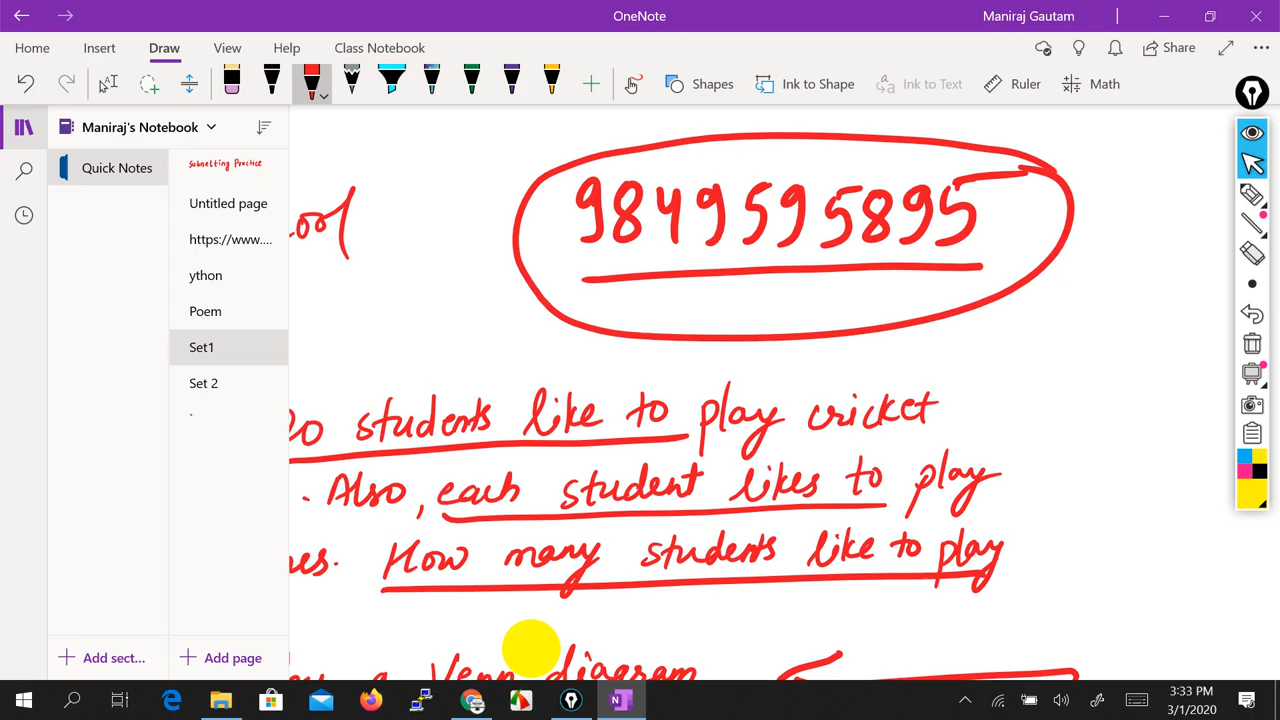 OneNote
Maniraj Gautam
Home Insert Draw View Help Class Notebook
Share
Shapes Ink to Shape Ink to Text Ruler Math
Maniraj's Notebook
Quick Notes
Subnetting Practice
Untitled page
https://www....
ython
Poem
Set1
Set 2
`
Add sect...
Add page
ool
9849595895
students like to play cricket
. Also, each student likes to play
mes. How many students like to play
a Venn diagram
3:33 PM
3/1/2020